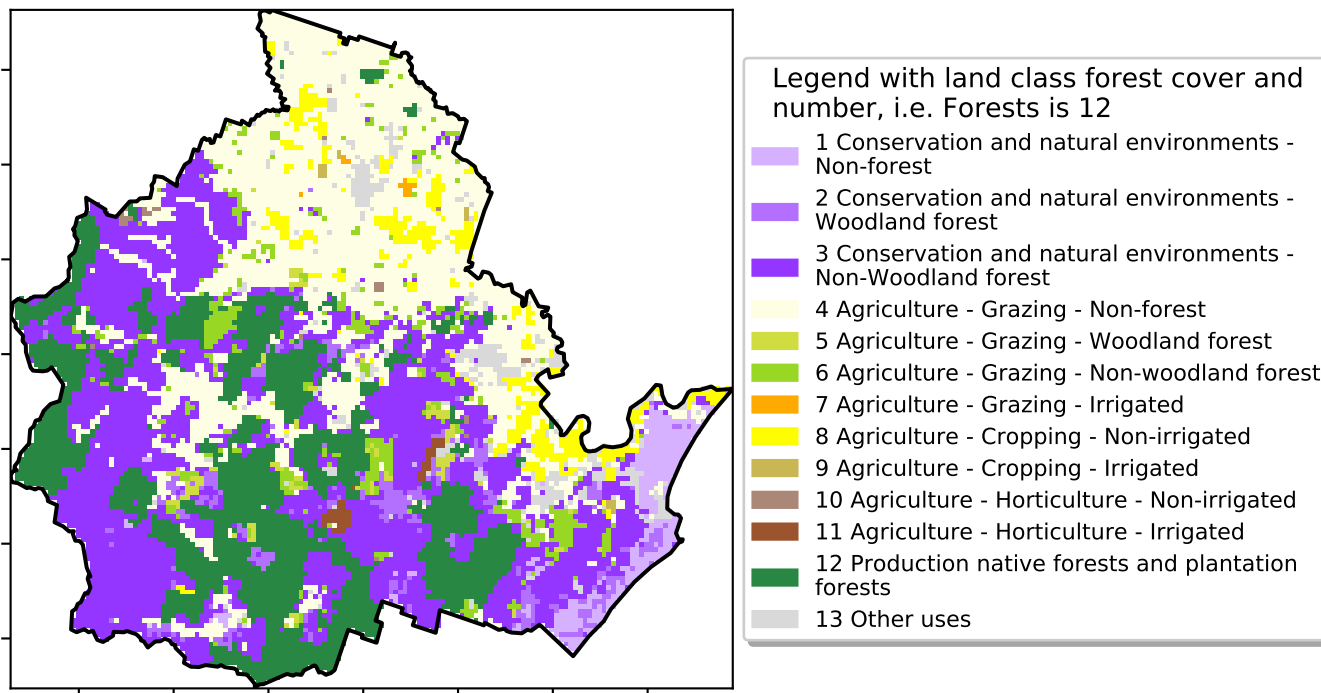 Legend with land class forest cover and
number, i.e. Forests is 12
1 Conservation and natural environments -
Non-forest
2 Conservation and natural environments -
Woodland forest
3 Conservation and natural environments -
Non-Woodland forest
4 Agriculture - Grazing - Non-forest
5 Agriculture - Grazing - Woodland forest
6 Agriculture - Grazing - Non-woodland forest
7 Agriculture - Grazing - Irrigated
8 Agriculture - Cropping - Non-irrigated
9 Agriculture - Cropping - Irrigated
10 Agriculture - Horticulture - Non-irrigated
11 Agriculture - Horticulture - Irrigated
12 Production native forests and plantation
forests
13 Other uses